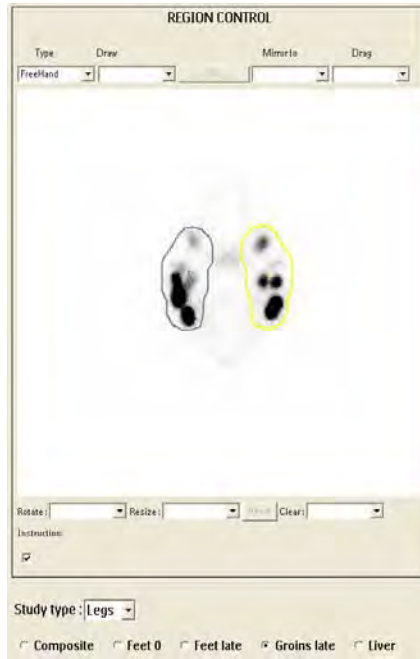 REGION CONTROL
Type Draw Mirror to Drag
FreeHand
Rotate: Resize: Clear:
Instruction:
Study type: Legs
Composite Feet 0 Feet late Groins late Liver